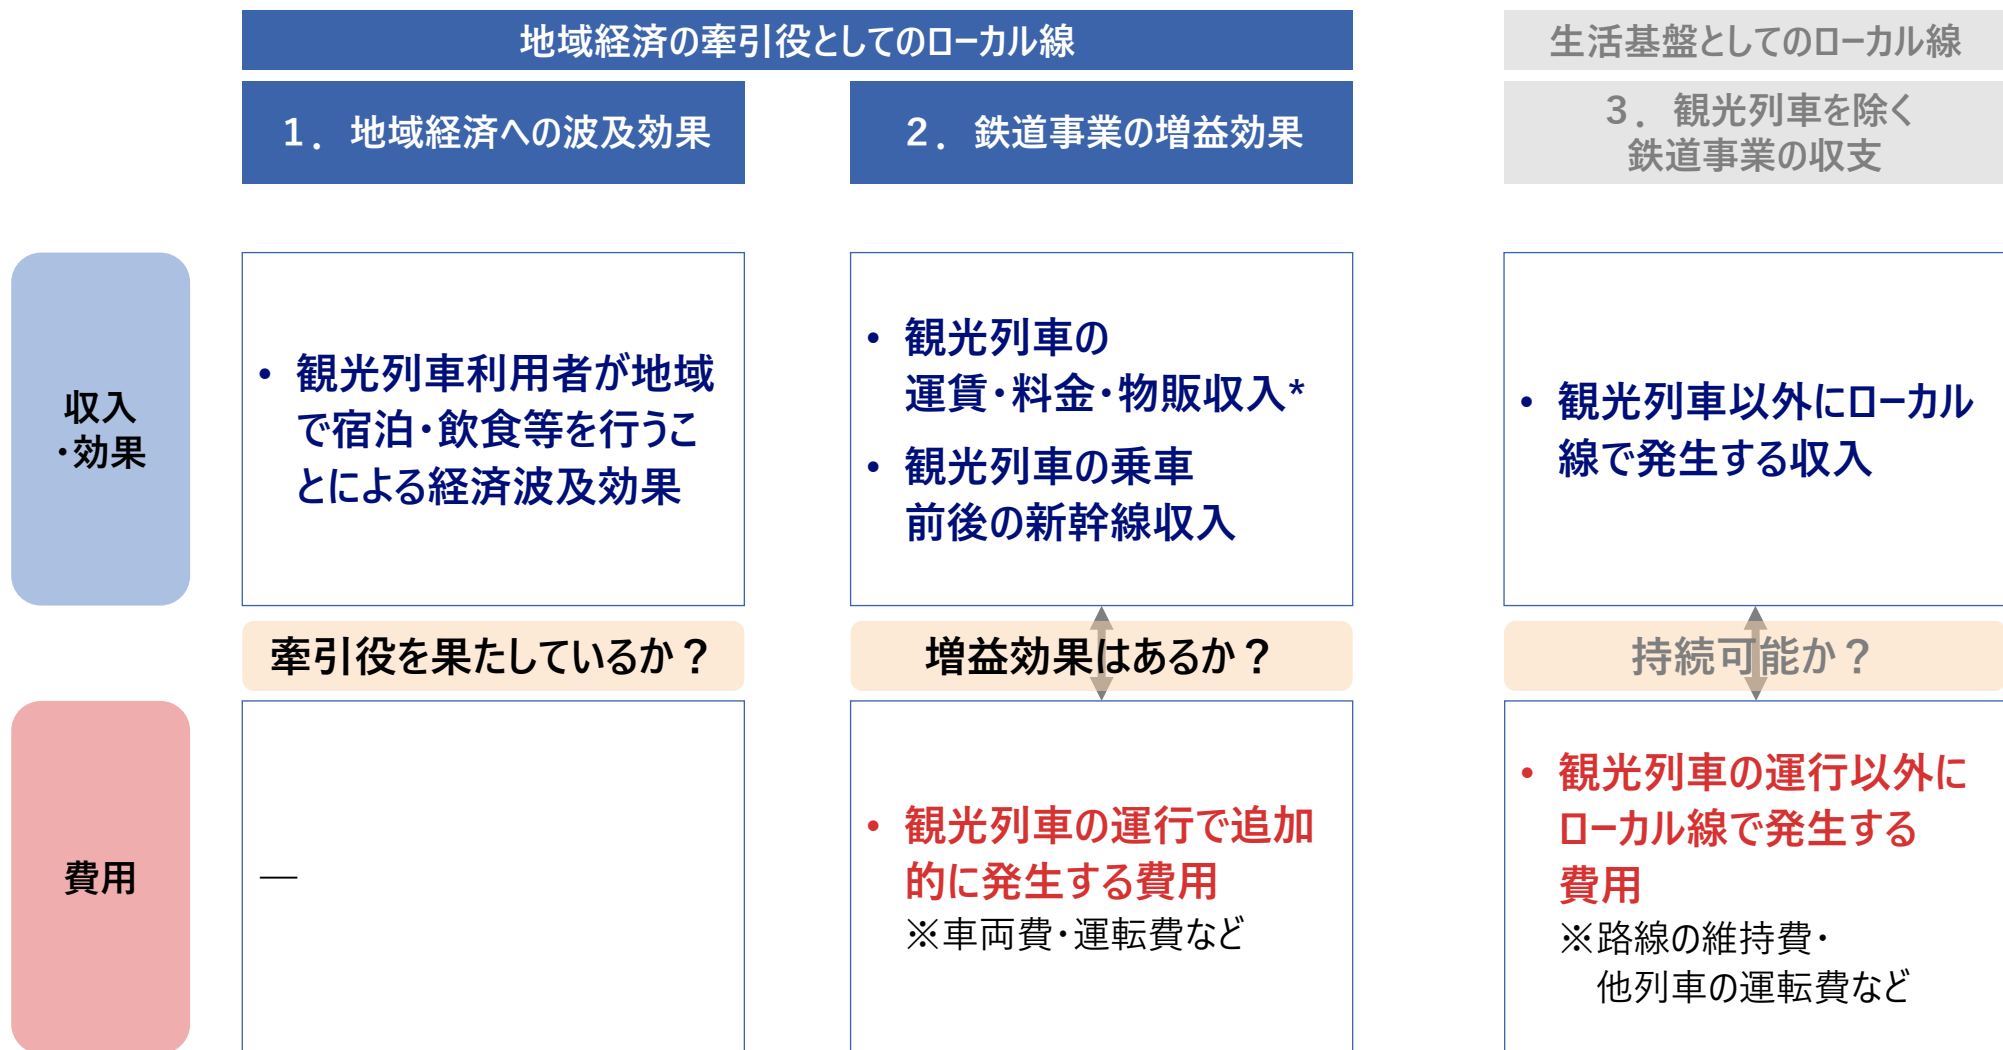 地域経済の牽引役としてのローカル線
生活基盤としてのローカル線
１．地域経済への波及効果
２．鉄道事業の増益効果
３．観光列車を除く
鉄道事業の収支
収入
・効果
• 観光列車利用者が地域
で宿泊・飲食等を行うこ
とによる経済波及効果
• 観光列車の
運賃・料金・物販収入*
• 観光列車の乗車
前後の新幹線収入
• 観光列車以外にローカル
線で発生する収入
牽引役を果たしているか？
増益効果はあるか？
持続可能か？
費用
―
• 観光列車の運行で追加
的に発生する費用
※車両費・運転費など
• 観光列車の運行以外に
ローカル線で発生する
費用
※路線の維持費・
他列車の運転費など